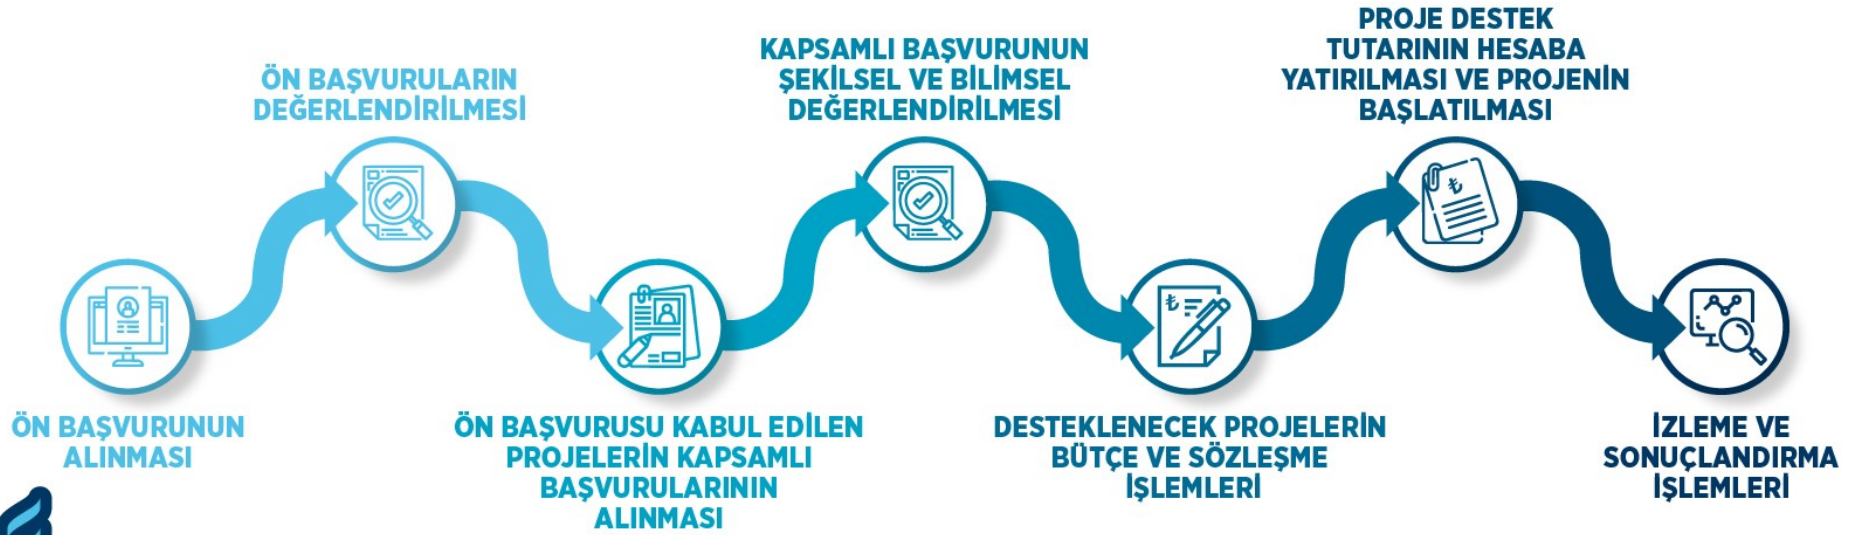 ÖN BAŞVURUNUN
ALINMASI
ÖN BAŞVURULARIN
DEĞERLENDİRİLMESİ
ÖN BAŞVURUSU KABUL EDİLEN
PROJELERİN KAPSAMLI
BAŞVURULARININ
ALINMASI
KAPSAMLI BAŞVURUNUN
ŞEKİLSEL VE BİLİMSEL
DEĞERLENDİRİLMESİ
DESTEKLENECEK PROJELERİN
BÜTÇE VE SÖZLEŞME
İŞLEMLERİ
PROJE DESTEK
TUTARININ HESABA
YATIRILMASI VE PROJENİN
BAŞLATILMASI
İZLEME VE
SONUÇLANDIRMA
İŞLEMLERİ